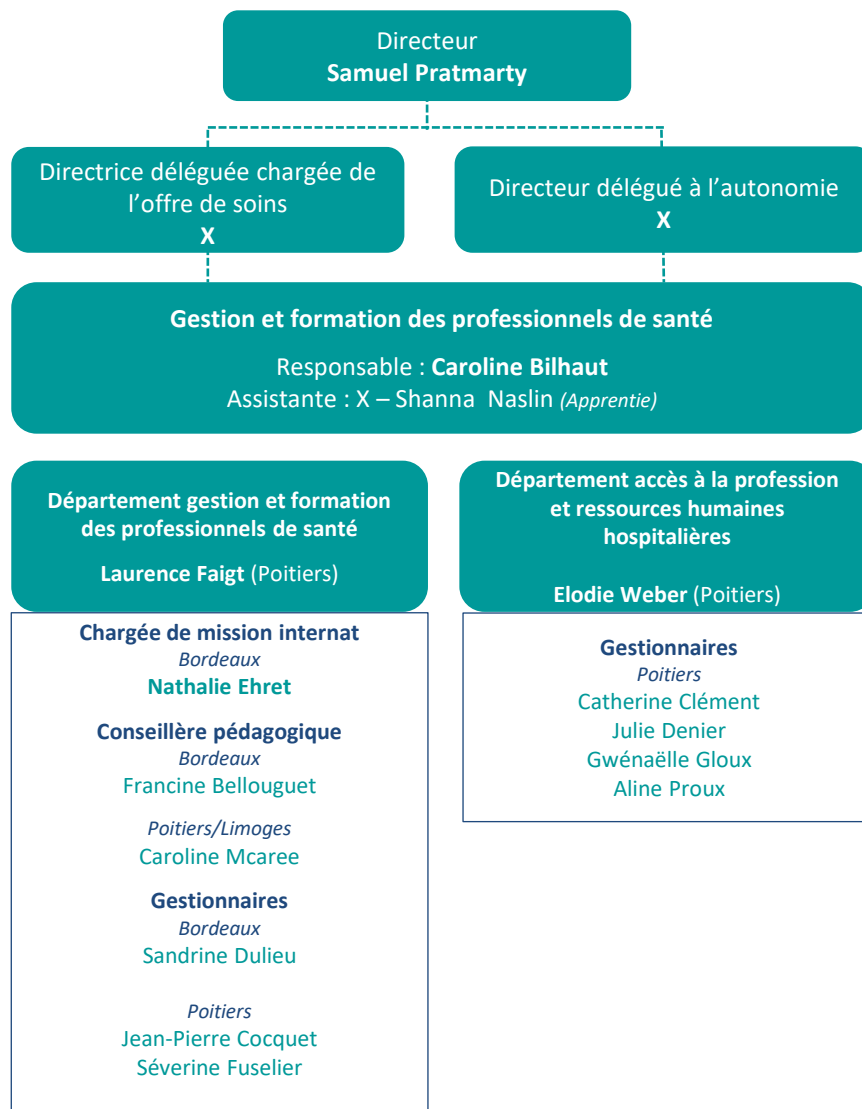 Directeur
Samuel Pratmarty
Directrice déléguée chargée de
l’offre de soins
X
Directeur délégué à l’autonomie
X
Gestion et formation des professionnels de santé
Responsable : Caroline Bilhaut
Assistante : X – Shanna Naslin (Apprentie)
Département gestion et formation
des professionnels de santé
Laurence Faigt (Poitiers)
Chargée de mission internat
Bordeaux
Nathalie Ehret
Conseillère pédagogique
Bordeaux
Francine Bellouguet
Poitiers/Limoges
Caroline Mcaree
Gestionnaires
Bordeaux
Sandrine Dulieu
Poitiers
Jean-Pierre Cocquet
Séverine Fuselier
Département accès à la profession
et ressources humaines
hospitalières
Elodie Weber (Poitiers)
Gestionnaires
Poitiers
Catherine Clément
Julie Denier
Gwénaëlle Gloux
Aline Proux